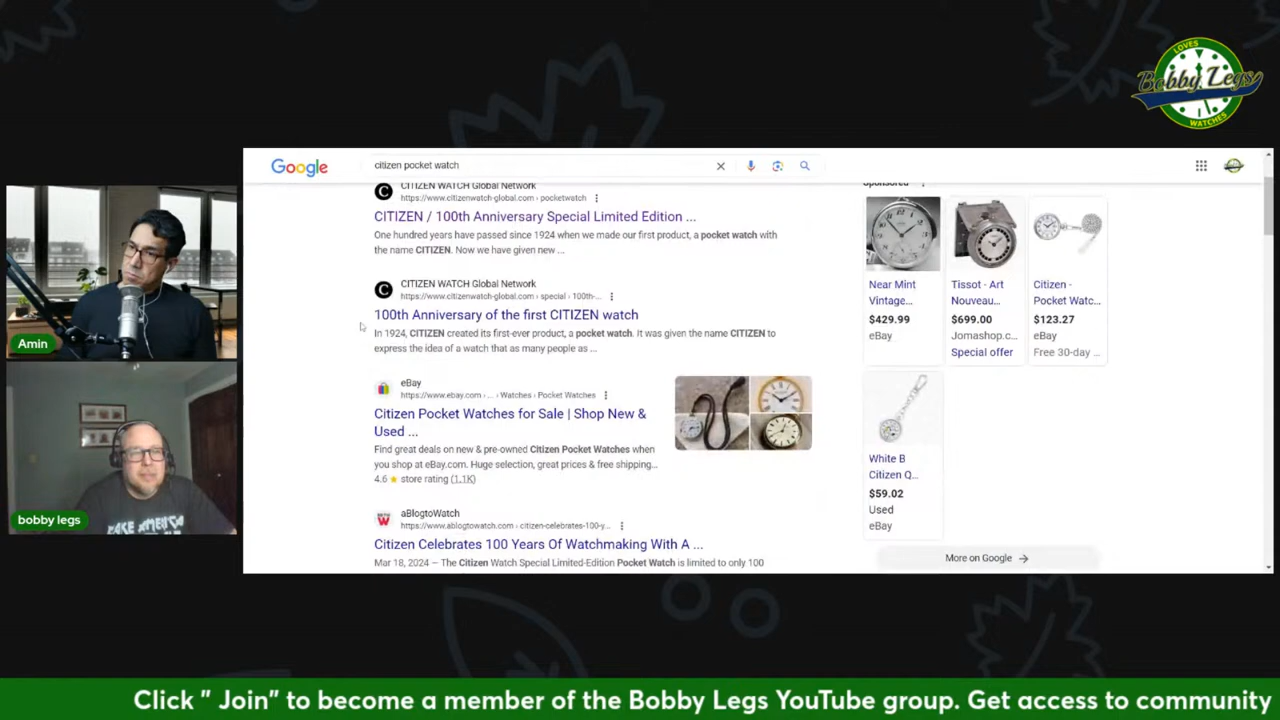 LOVES
Bobby Legs
WATCHES
Google
citizen pocket watch
CITIZEN WATCH Global Network
https://www.citizenwatch-global.com › pocketwatch
CITIZEN / 100th Anniversary Special Limited Edition ...
One hundred years have passed since 1924 when we made our first product, a pocket watch with
the name CITIZEN. Now we have given new ...
CITIZEN WATCH Global Network
https://www.citizenwatch-global.com › special › 100th-...
100th Anniversary of the first CITIZEN watch
In 1924, CITIZEN created its first-ever product, a pocket watch. It was given the name CITIZEN to
express the idea of a watch that as many people as ...
eBay
https://www.ebay.com › ... › Watches › Pocket Watches
Citizen Pocket Watches for Sale | Shop New &
Used ...
Find great deals on new & pre-owned Citizen Pocket Watches when
you shop at eBay.com. Huge selection, great prices & free shipping...
4.6 ★ store rating (1.1K)
aBlogtoWatch
https://www.ablogtowatch.com › citizen-celebrates-100-y...
Citizen Celebrates 100 Years Of Watchmaking With A ...
Mar 18, 2024 — The Citizen Watch Special Limited-Edition Pocket Watch is limited to only 100
Sponsored
Near Mint
Vintage...
$429.99
eBay
Tissot - Art
Nouveau...
$699.00
Jomashop.c...
Special offer
Citizen -
Pocket Watc...
$123.27
eBay
Free 30-day ...
White B
Citizen Q...
$59.02
Used
eBay
More on Google →
Amin
bobby legs
Click " Join" to become a member of the Bobby Legs YouTube group. Get access to community